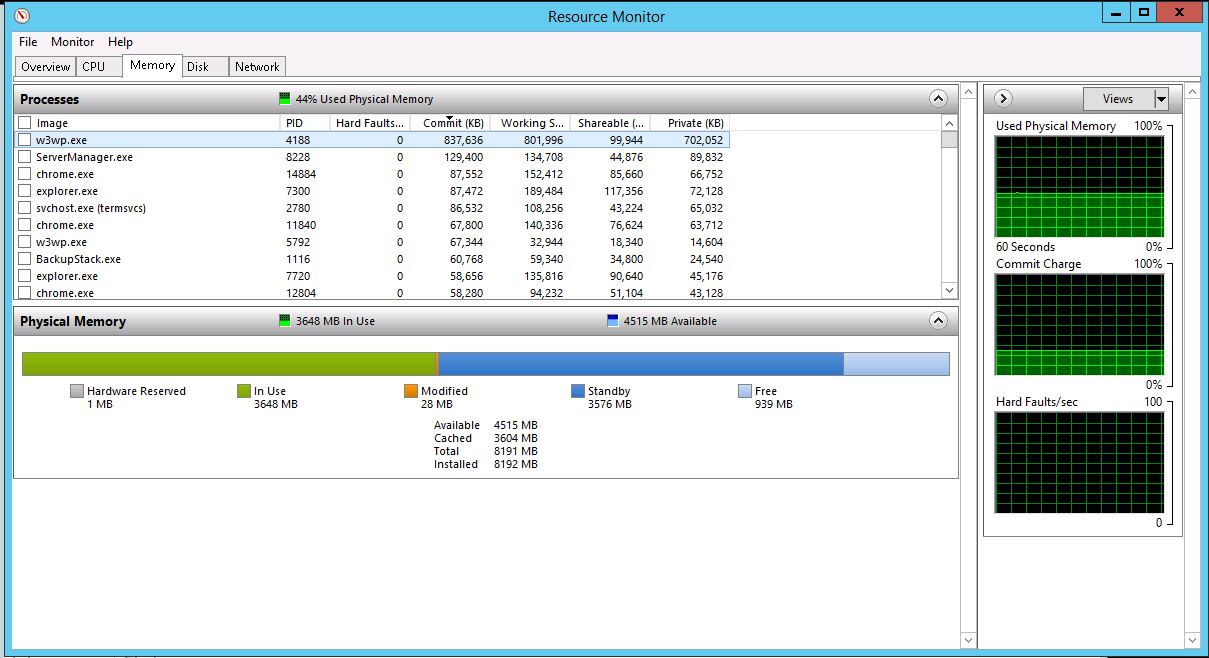 Resource Monitor
File Monitor Help
Overview CPU Memory Disk Network
Processes 44% Used Physical Memory
Image PID Hard Faults... Commit (KB) Working S... Shareable (... Private (KB)
w3wp.exe 4188 0 837,636 801,996 99,944 702,052
ServerManager.exe 8228 0 129,400 134,708 44,876 89,832
chrome.exe 14884 0 87,552 152,412 85,660 66,752
explorer.exe 7300 0 87,472 189,484 117,356 72,128
svchost.exe (termsvcs) 2780 0 86,532 108,256 43,224 65,032
chrome.exe 11840 0 67,800 140,336 76,624 63,712
w3wp.exe 5792 0 67,344 32,944 18,340 14,604
BackupStack.exe 1116 0 60,768 59,340 34,800 24,540
explorer.exe 7720 0 58,656 135,816 90,640 45,176
chrome.exe 12804 0 58,280 94,232 51,104 43,128
Physical Memory 3648 MB In Use 4515 MB Available
Hardware Reserved In Use Modified Standby Free
1 MB 3648 MB 28 MB 3576 MB 939 MB
Available 4515 MB
Cached 3604 MB
Total 8191 MB
Installed 8192 MB
Views
Used Physical Memory 100%
60 Seconds 0%
Commit Charge 100%
0%
Hard Faults/sec 100
0